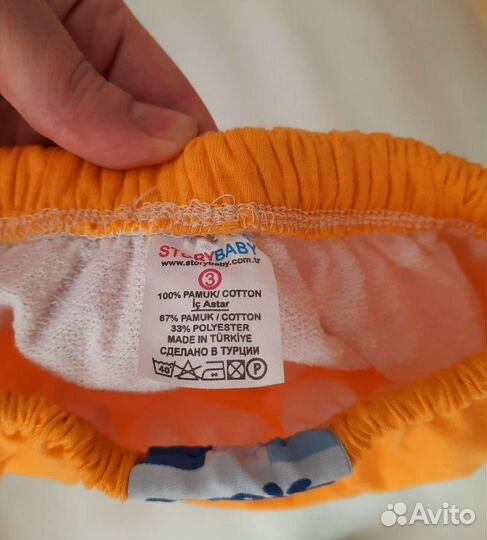 STORYBABY
www.storybaby.com.tr
3
100% PAMUK/ COTTON
İç Astar
67% PAMUK / COTTON
33% POLYESTER
MADE IN TÜRKİYE
СДЕЛАНО В ТУРЦИИ
40 P
Avito